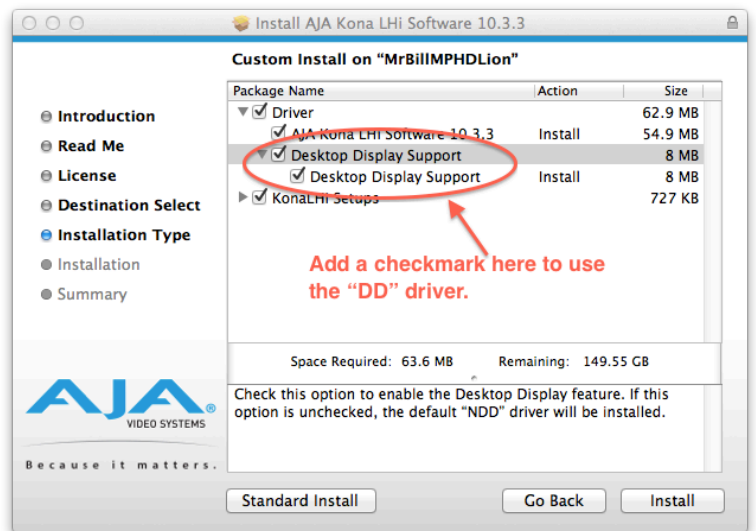 Install AJA Kona LHi Software 10.3.3
Custom Install on “MrBillMPHDLion”
Package Name Action Size
Driver 62.9 MB
AJA Kona LHi Software 10.3.3 Install 54.9 MB
Desktop Display Support 8 MB
Desktop Display Support Install 8 MB
KonaLHi Setups 727 KB
Introduction
Read Me
License
Destination Select
Installation Type
Installation
Summary
Add a checkmark here to use
the “DD” driver.
Space Required: 63.6 MB Remaining: 149.55 GB
Check this option to enable the Desktop Display feature. If this
option is unchecked, the default “NDD” driver will be installed.
AJA®
VIDEO SYSTEMS
Because it matters.
Standard Install Go Back Install